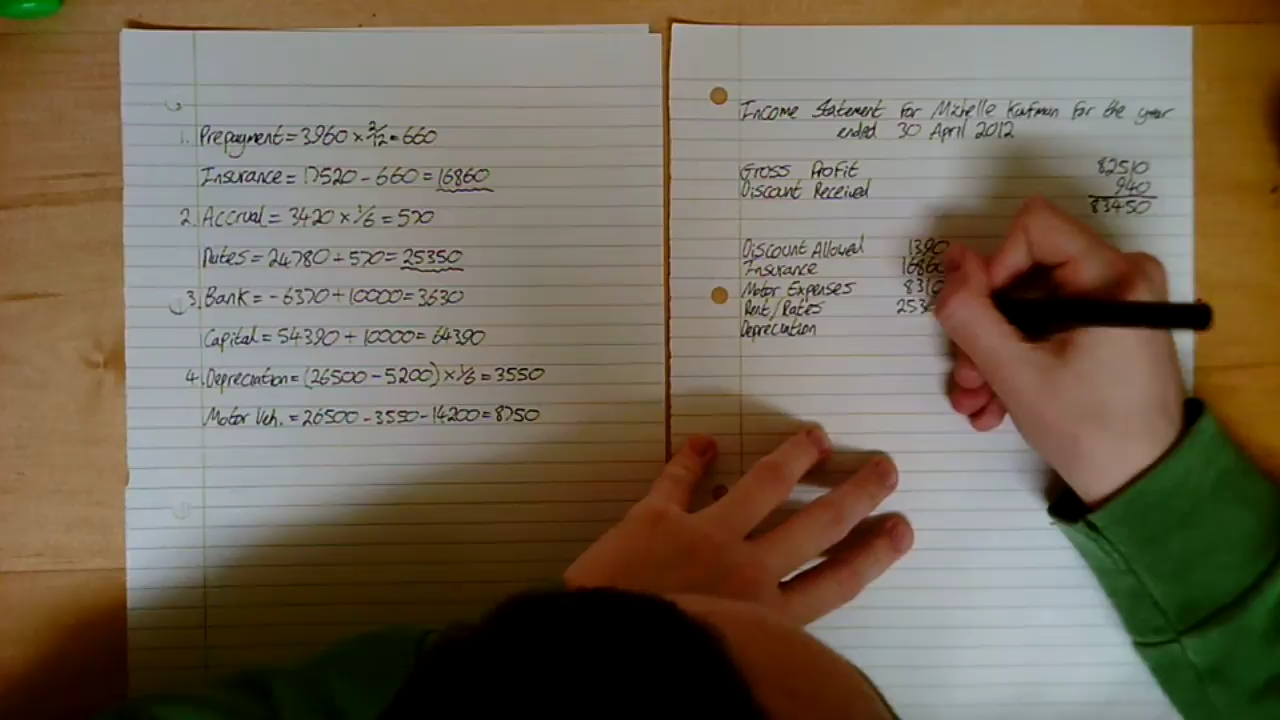 1. Prepayment = 3960 × 2/12 = 660
Insurance = 17520 - 660 = 16860
2. Accrual = 3420 × 1/6 = 570
Rates = 24780 + 570 = 25350
3. Bank = -6370 + 10000 = 3630
Capital = 54390 + 10000 = 64390
4. Depreciation = (26500 - 5200) × 1/6 = 3550
Motor Veh. = 26500 - 3550 - 14200 = 8750
Income Statement for Michelle Kaufman for the year
ended 30 April 2012
Gross Profit 82510
Discount Received 940
83450
Discount Allowed 1390
Insurance 16860
Motor Expenses 8310
Rent/Rates
Depreciation